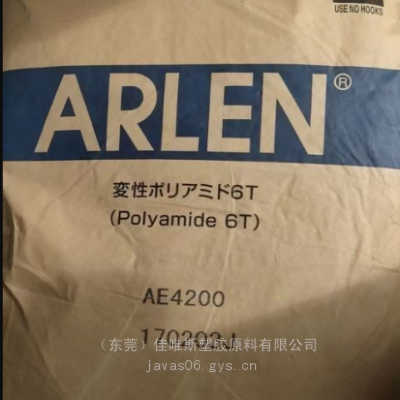 USE NO HOOKS
ARLEN®
変性ポリアミド6T
(Polyamide 6T)
AE4200
（东莞）佳唯斯塑胶原料有限公司
javas06.gys.cn